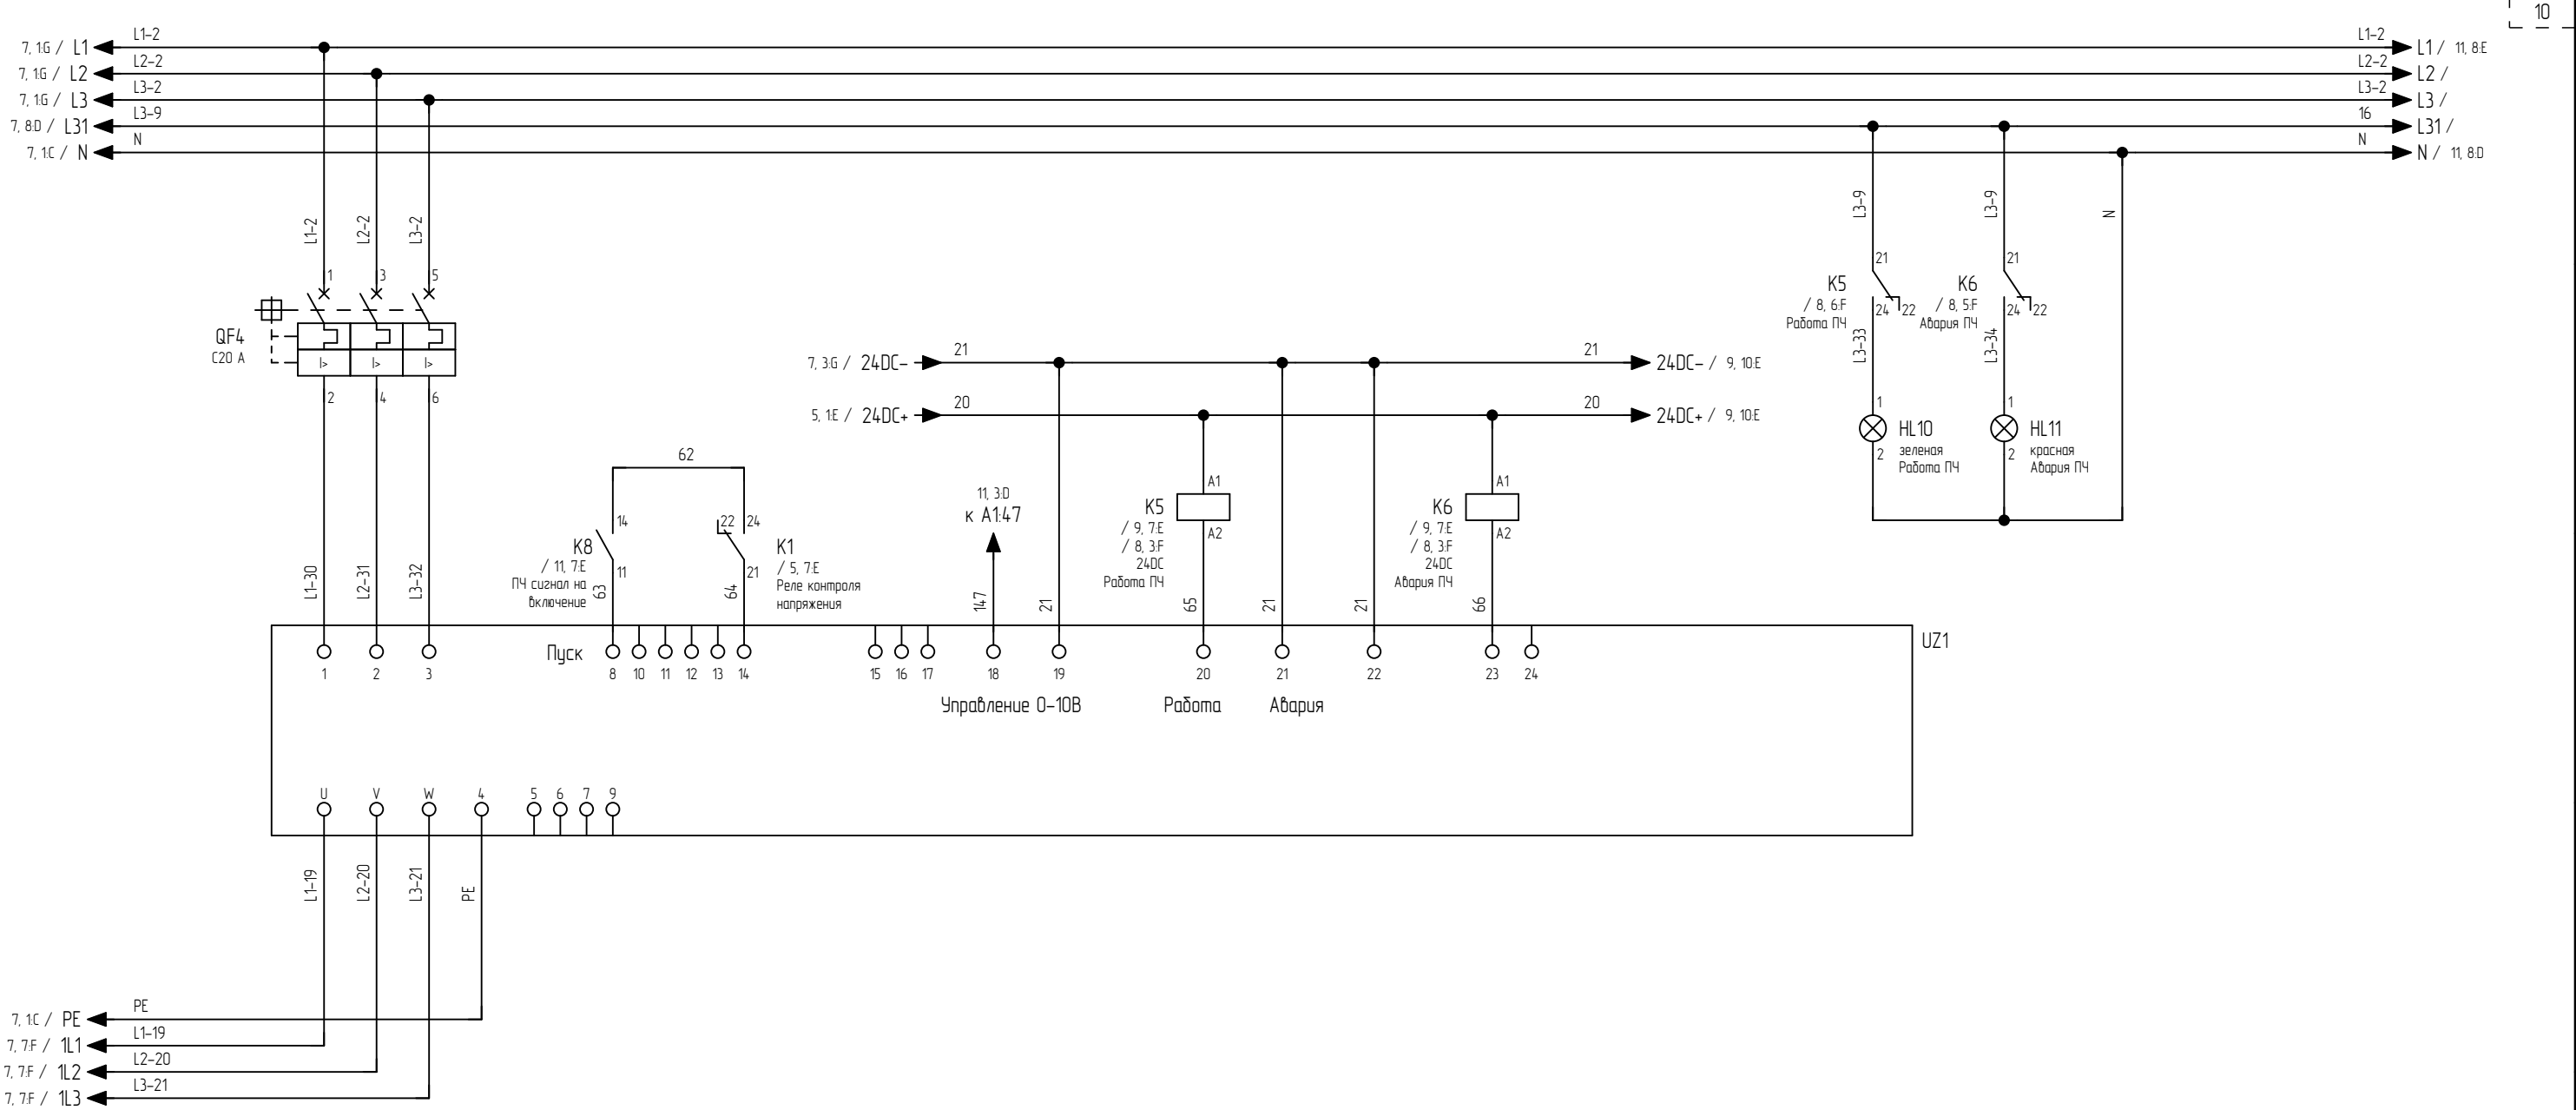 10
L1-2
7, 1:G / L1
L1-2
L1 / 11, 8:E
L2-2
7, 1:G / L2
L2-2
L2 /
L3-2
7, 1:G / L3
L3-2
L3 /
L3-9
7, 8:D / L31
16
L31 /
N
7, 1:C / N
N
N / 11, 8:D
L1-2
L2-2
L3-2
1
3
5
QF4
C20 A
I>
I>
I>
2
4
6
L1-30
L2-31
L3-32
L3-9
L3-9
N
21
K5
/ 8, 6:F
Работа ПЧ
24
22
L3-33
21
K6
/ 8, 5:F
Авария ПЧ
24
22
L3-34
1
HL10
зеленая
2
Работа ПЧ
1
HL11
красная
2
Авария ПЧ
7, 3:G / 24DC-
21
21
24DC- / 9, 10:E
5, 1:E / 24DC+
20
20
24DC+ / 9, 10:E
62
14
K8
/ 11, 7:E
ПЧ сигнал на
включение
11
63
22
24
K1
/ 5, 7:E
Реле контроля
напряжения
21
64
11, 3:D
к A1:47
147
21
A1
K5
/ 9, 7:E
/ 8, 3:F
24DC
Работа ПЧ
A2
65
21
21
A1
K6
/ 9, 7:E
/ 8, 3:F
24DC
Авария ПЧ
A2
66
UZ1
Пуск
1
2
3
8
10
11
12
13
14
15
16
17
18
19
20
21
22
23
24
Управление 0-10В
Работа
Авария
U
V
W
4
5
6
7
9
L1-19
L2-20
L3-21
PE
PE
7, 1:C / PE
L1-19
7, 7:F / 1L1
L2-20
7, 7:F / 1L2
L3-21
7, 7:F / 1L3